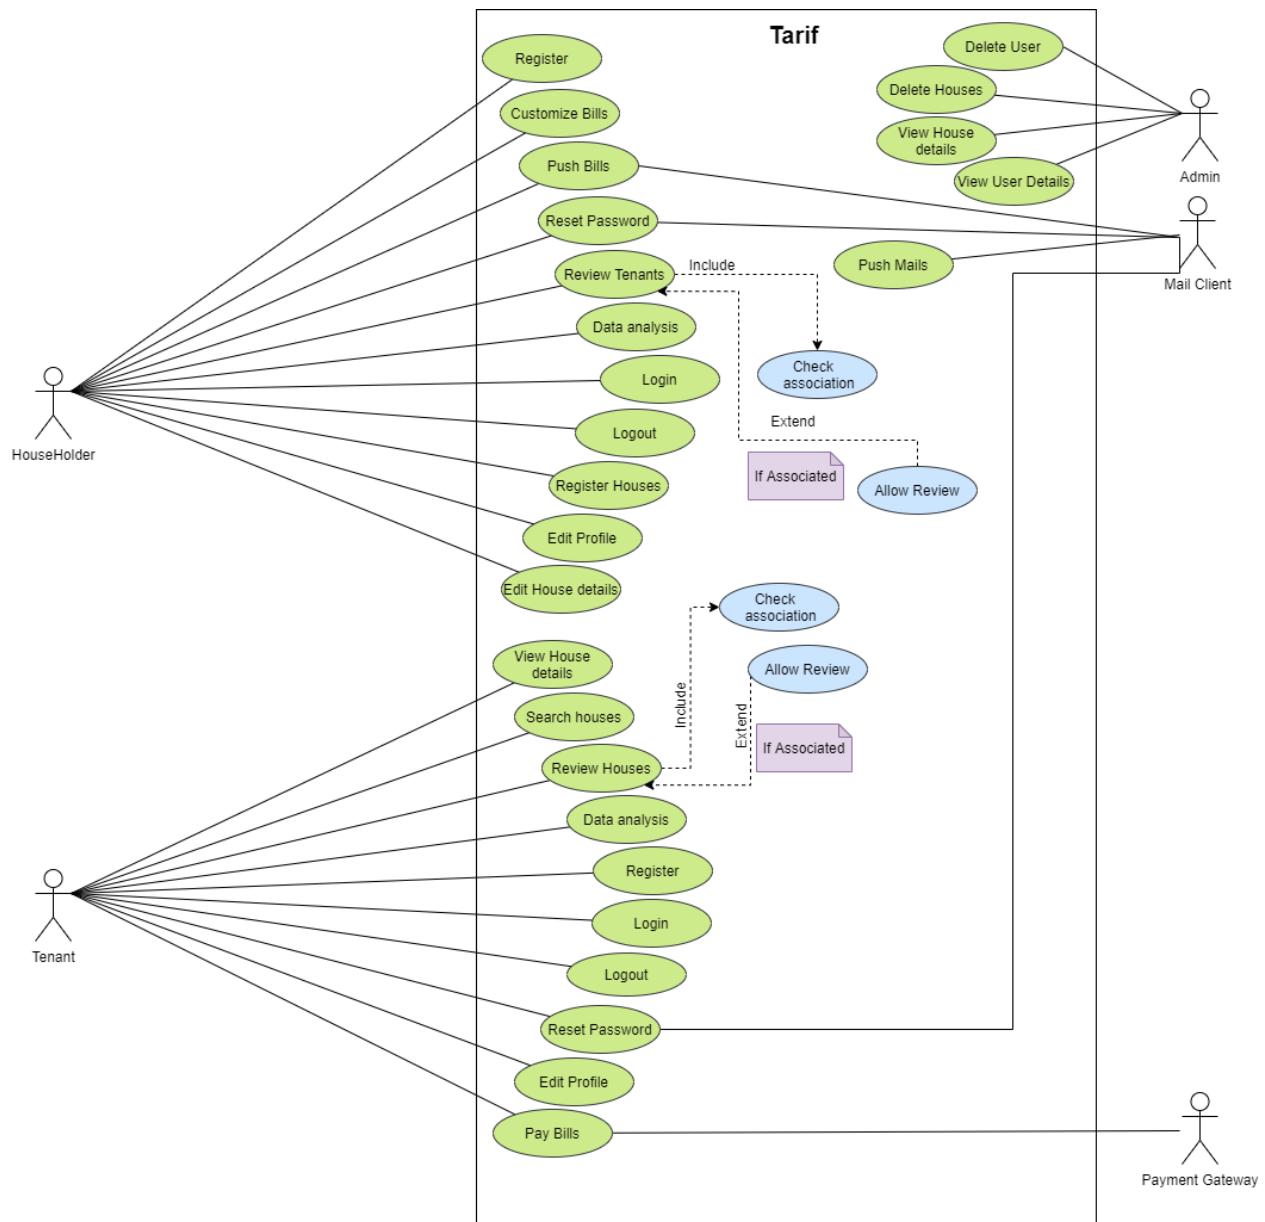 Tarif
Register
Customize Bills
Push Bills
Reset Password
Review Tenants
Data analysis
Login
Logout
Register Houses
Edit Profile
Edit House details
HouseHolder
Delete User
Delete Houses
View House
details
View User Details
Admin
Push Mails
Mail Client
Include
Check
association
Extend
If Associated
Allow Review
Check
association
Allow Review
Include
Extend
If Associated
View House
details
Search houses
Review Houses
Data analysis
Register
Login
Logout
Reset Password
Edit Profile
Pay Bills
Tenant
Payment Gateway